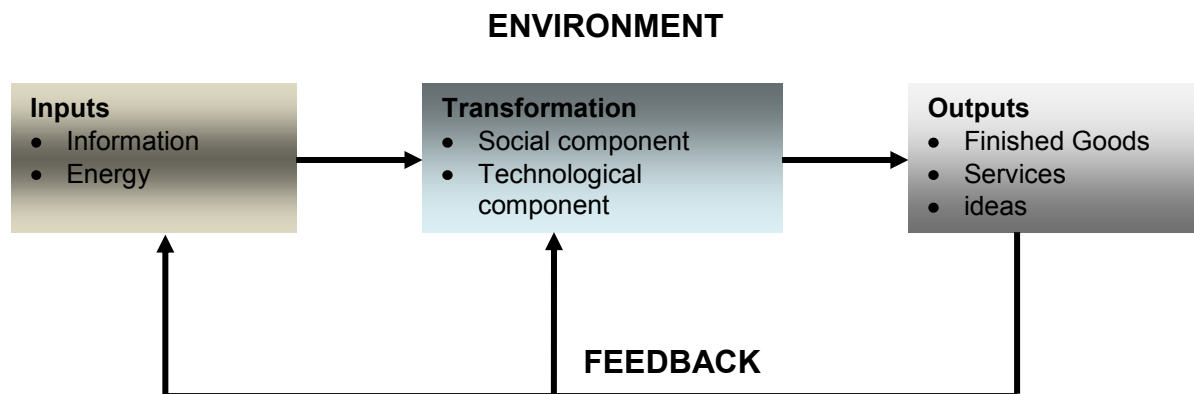 ENVIRONMENT
Inputs
• Information
• Energy
Transformation
• Social component
• Technological
component
Outputs
• Finished Goods
• Services
• ideas
FEEDBACK